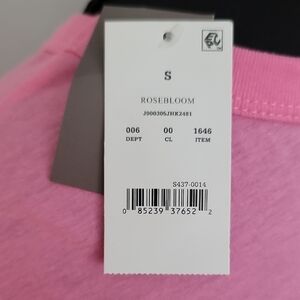 S
ROSEBLOOM
J000305JHK2481
006 00 1646
DEPT CL ITEM
S437-0014
0 85239 37652 2